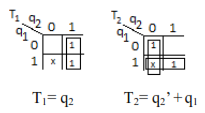 T₁ q₂ 0 1 T₂ q₂ 0 1
q₁ q₁
0 1 0 1
1 x 1 1 x 1
T₁= q₂ T₂= q₂' + q₁